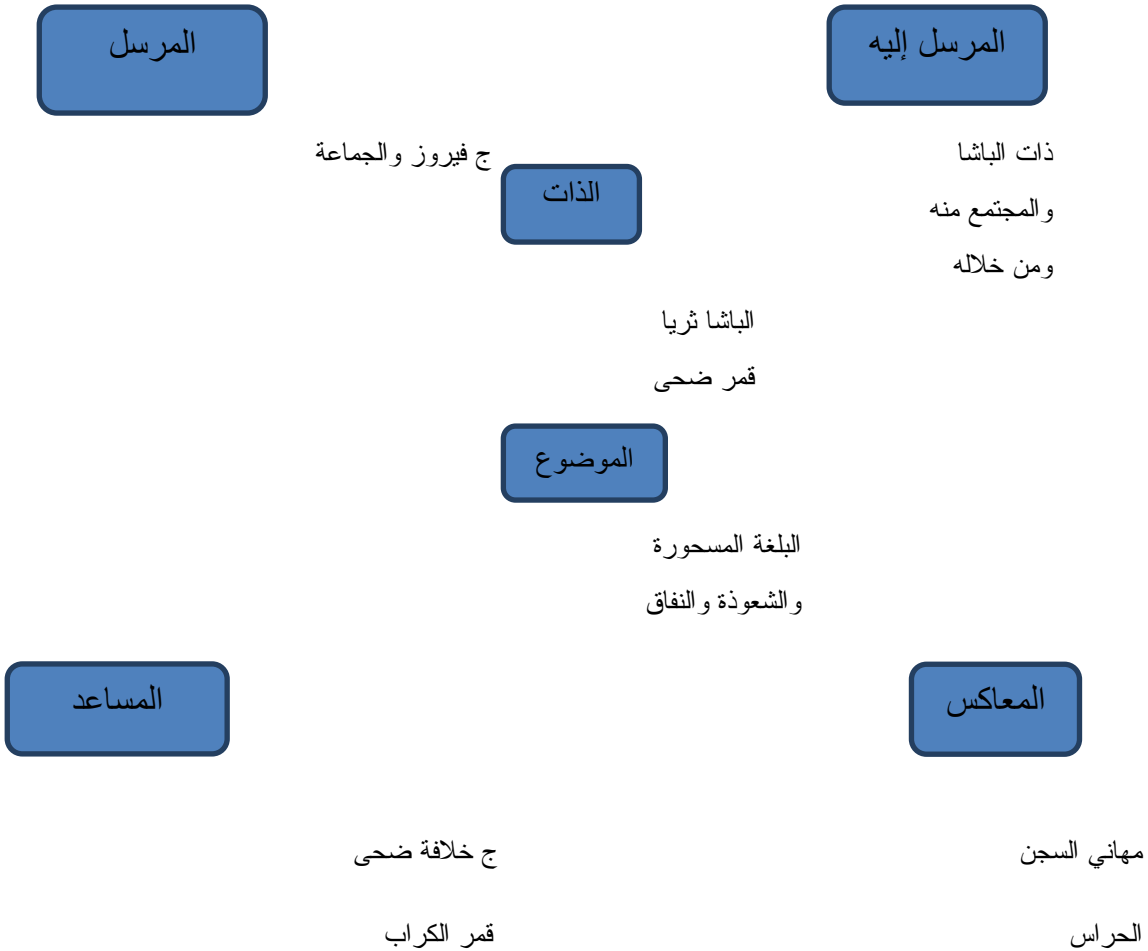 المرسل إليه
المرسل
ذات الباشا
ج فيروز والجماعة
الذات
والمجتمع منه
ومن خلاله
الباشا ثريا
قمر ضحى
الموضوع
البلغة المسحورة
والشعوذة والنفاق
المعاكس
المساعد
مهاني السجن
ج خلافة ضحى
الحراس
قمر الكراب